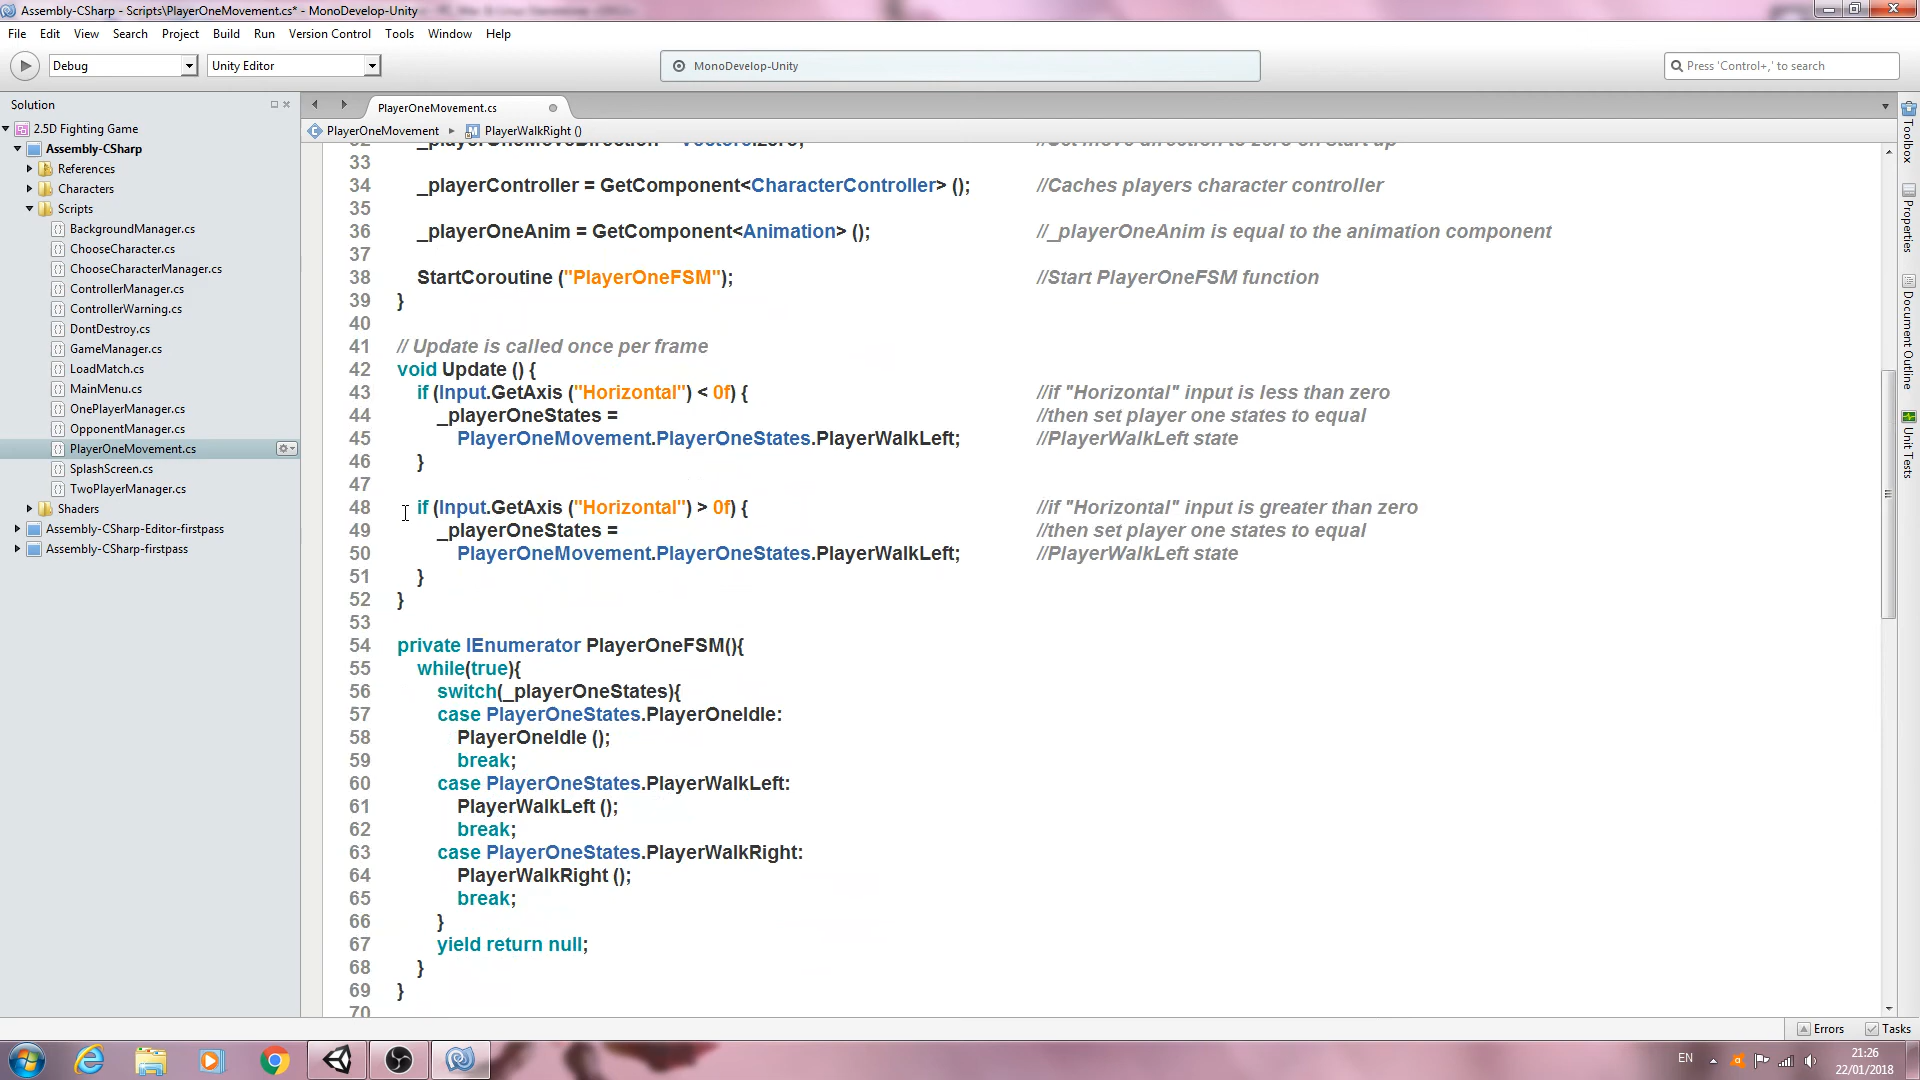 Assembly-CSharp - Scripts\PlayerOneMovement.cs* - MonoDevelop-Unity
File Edit View Search Project Build Run Version Control Tools Window Help
Debug Unity Editor MonoDevelop-Unity Press 'Control+,' to search
Solution
2.5D Fighting Game
Assembly-CSharp
References
Characters
Scripts
BackgroundManager.cs
ChooseCharacter.cs
ChooseCharacterManager.cs
ControllerManager.cs
ControllerWarning.cs
DontDestroy.cs
GameManager.cs
LoadMatch.cs
MainMenu.cs
OnePlayerManager.cs
OpponentManager.cs
PlayerOneMovement.cs
SplashScreen.cs
TwoPlayerManager.cs
Shaders
Assembly-CSharp-Editor-firstpass
Assembly-CSharp-firstpass
PlayerOneMovement.cs
PlayerOneMovement PlayerWalkRight ()
33
34 _playerController = GetComponent<CharacterController> (); //Caches players character controller
35
36 _playerOneAnim = GetComponent<Animation> (); //_playerOneAnim is equal to the animation component
37
38 StartCoroutine ("PlayerOneFSM"); //Start PlayerOneFSM function
39 }
40
41 // Update is called once per frame
42 void Update () {
43 if (Input.GetAxis ("Horizontal") < 0f) { //if "Horizontal" input is less than zero
44 _playerOneStates = //then set player one states to equal
45 PlayerOneMovement.PlayerOneStates.PlayerWalkLeft; //PlayerWalkLeft state
46 }
47
48 if (Input.GetAxis ("Horizontal") > 0f) { //if "Horizontal" input is greater than zero
49 _playerOneStates = //then set player one states to equal
50 PlayerOneMovement.PlayerOneStates.PlayerWalkLeft; //PlayerWalkLeft state
51 }
52 }
53
54 private IEnumerator PlayerOneFSM(){
55 while(true){
56 switch(_playerOneStates){
57 case PlayerOneStates.PlayerOneIdle:
58 PlayerOneIdle ();
59 break;
60 case PlayerOneStates.PlayerWalkLeft:
61 PlayerWalkLeft ();
62 break;
63 case PlayerOneStates.PlayerWalkRight:
64 PlayerWalkRight ();
65 break;
66 }
67 yield return null;
68 }
69 }
70
Toolbox
Properties
Document Outline
Unit Tests
Errors Tasks
EN
21:26
22/01/2018